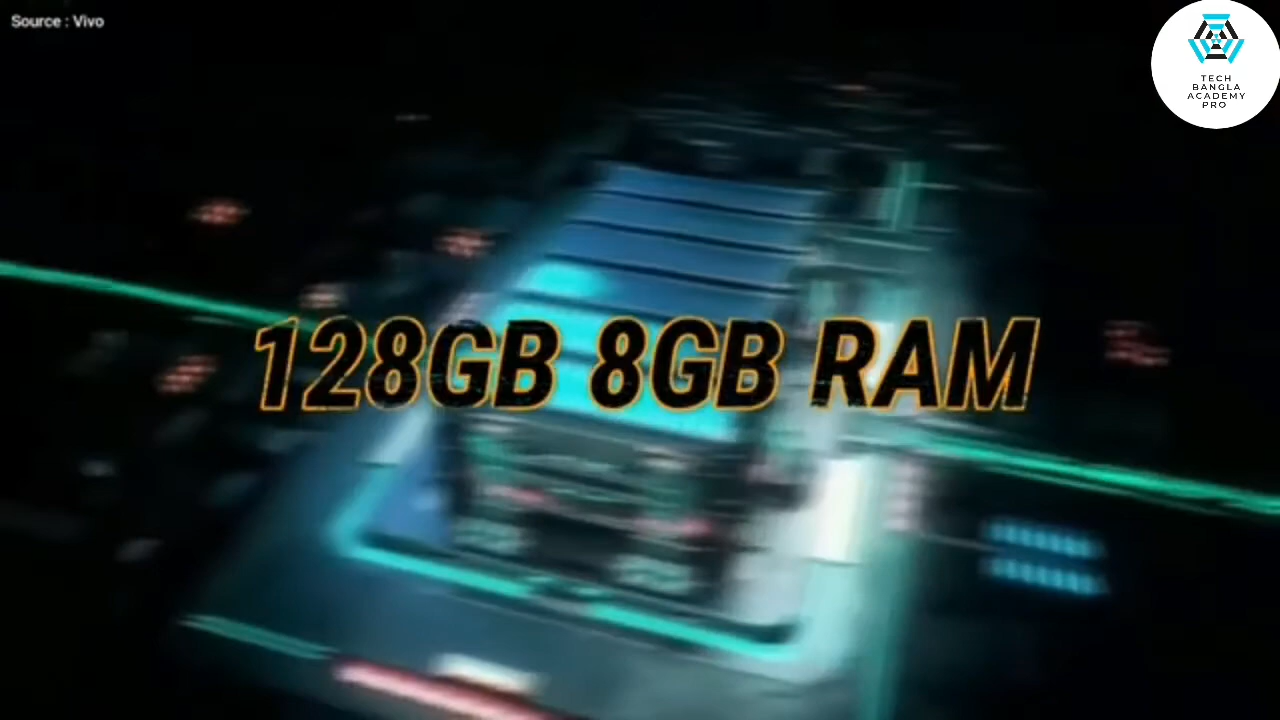 Source : Vivo
TECH
BANGLA
ACADEMY
PRO
128GB 8GB RAM